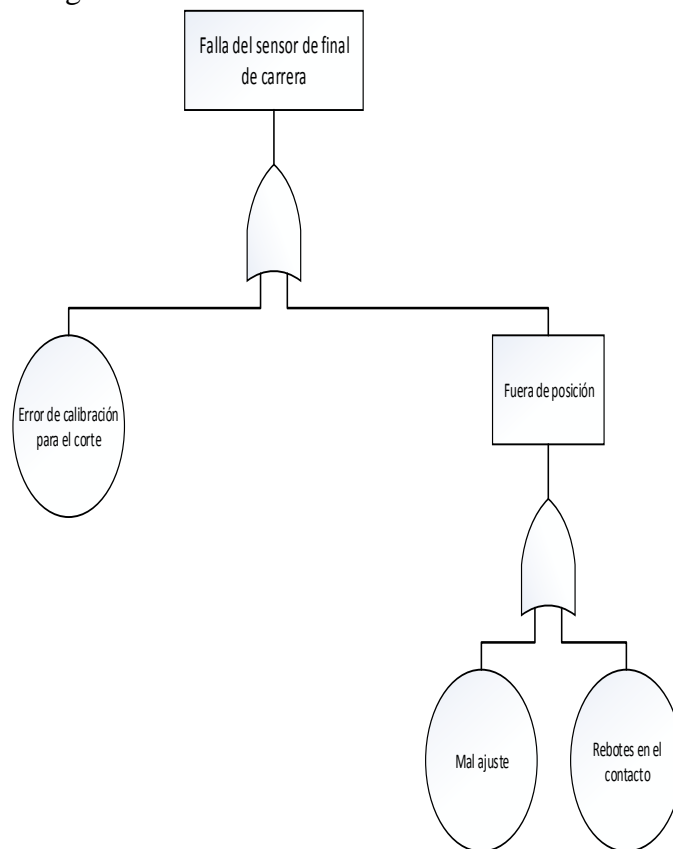 Falla del sensor de final
de carrera
Error de calibración
para el corte
Fuera de posición
Mal ajuste
Rebotes en el
contacto